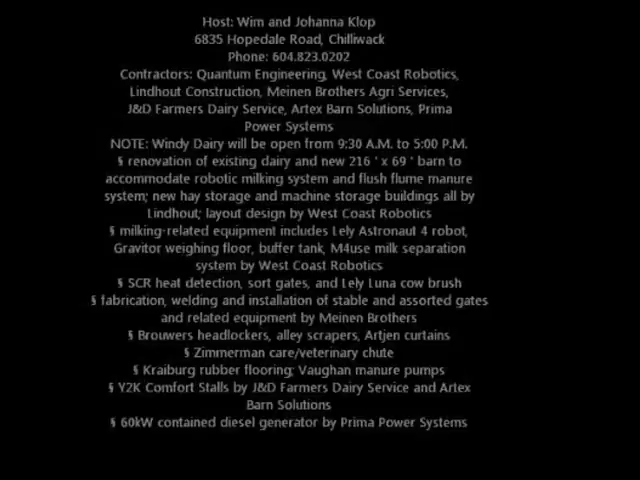 Host: Wim and Johanna Klop
6835 Hopedale Road, Chilliwack
Phone: 604.823.0202
Contractors: Quantum Engineering, West Coast Robotics,
Lindhout Construction, Meinen Brothers Agri Services,
J&D Farmers Dairy Service, Artex Barn Solutions, Prima
Power Systems
NOTE: Windy Dairy will be open from 9:30 A.M. to 5:00 P.M.
§ renovation of existing dairy and new 216 ' x 69 ' barn to
accommodate robotic milking system and flush flume manure
system; new hay storage and machine storage buildings all by
Lindhout; layout design by West Coast Robotics
§ milking-related equipment includes Lely Astronaut 4 robot,
Gravitor weighing floor, buffer tank, M4use milk separation
system by West Coast Robotics
§ SCR heat detection, sort gates, and Lely Luna cow brush
§ fabrication, welding and installation of stable and assorted gates
and related equipment by Meinen Brothers
§ Brouwers headlockers, alley scrapers, Artjen curtains
§ Zimmerman care/veterinary chute
§ Kraiburg rubber flooring; Vaughan manure pumps
§ Y2K Comfort Stalls by J&D Farmers Dairy Service and Artex
Barn Solutions
§ 60kW contained diesel generator by Prima Power Systems